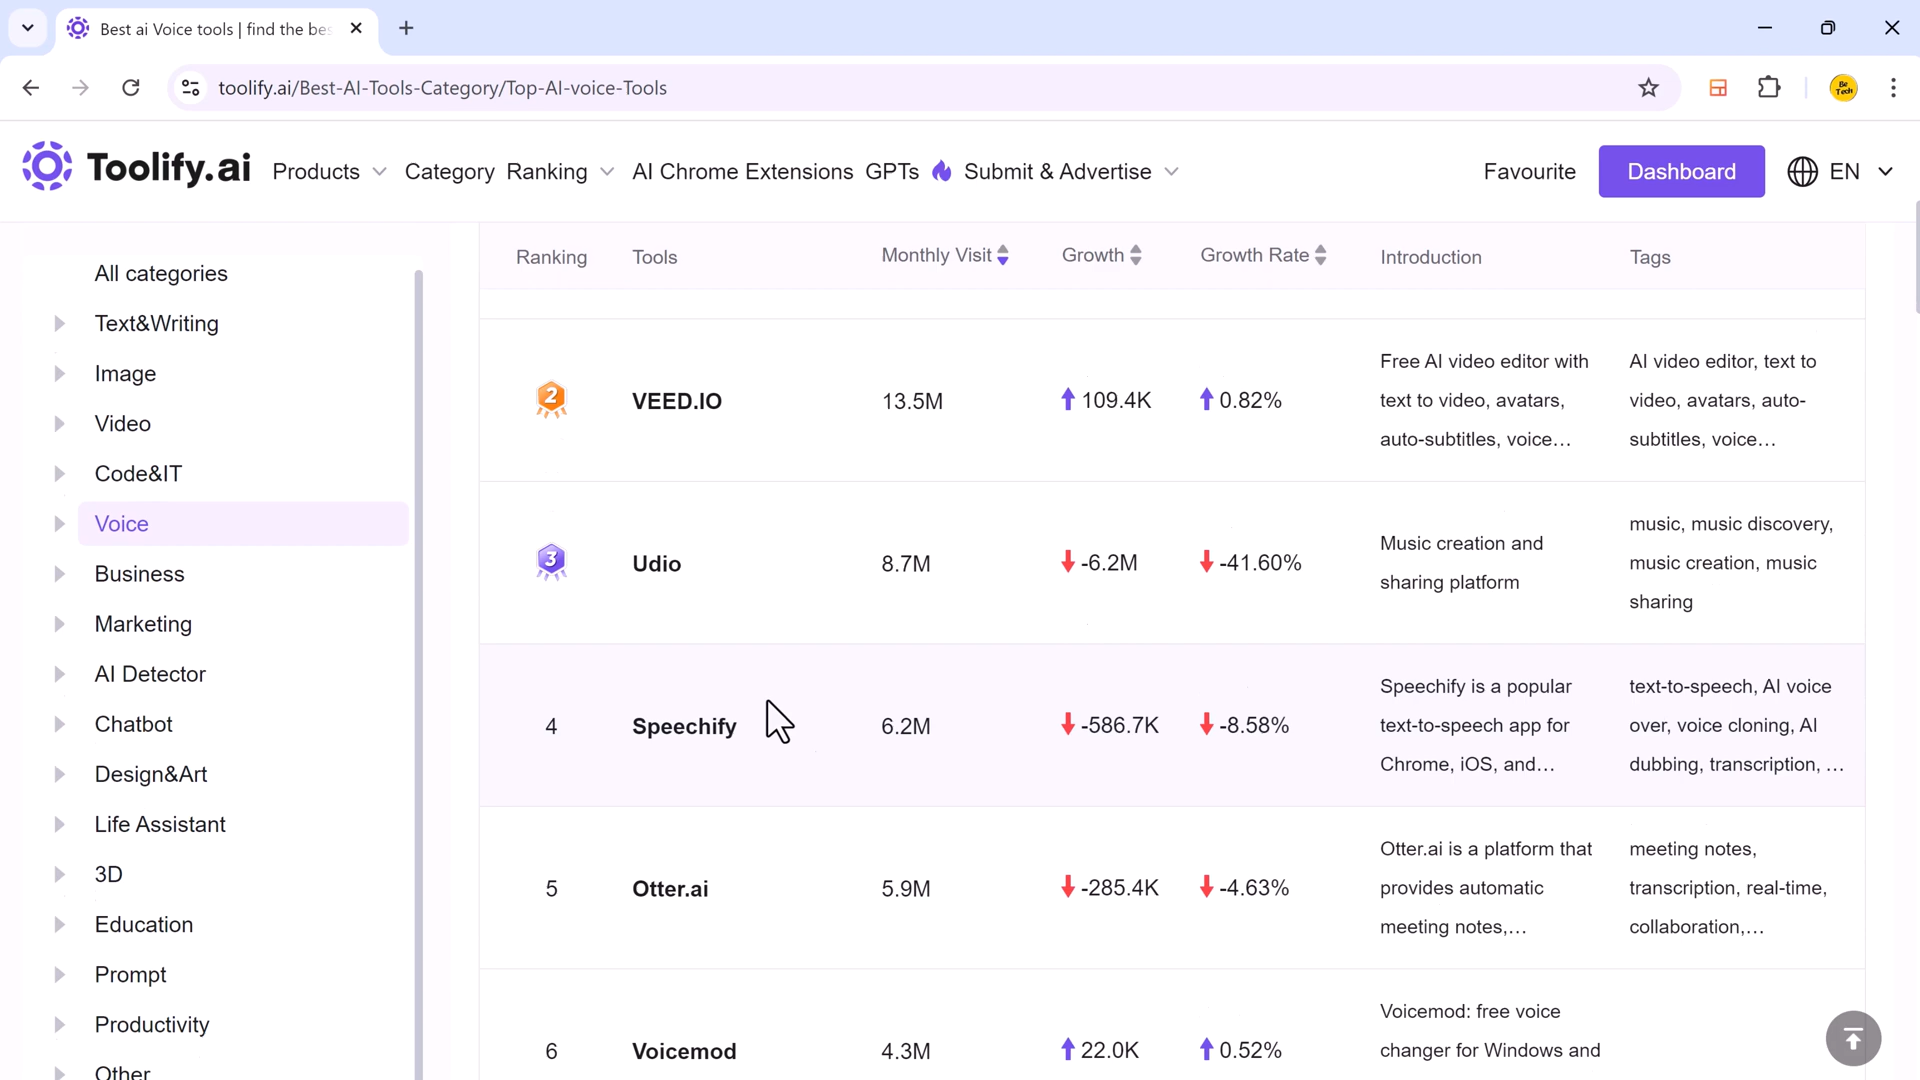 Best ai Voice tools | find the bes
toolify.ai/Best-AI-Tools-Category/Top-AI-voice-Tools
Be
Tech
Toolify.ai
Products
Category
Ranking
AI Chrome Extensions
GPTs
Submit & Advertise
Favourite
Dashboard
EN
All categories
Text&Writing
Image
Video
Code&IT
Voice
Business
Marketing
AI Detector
Chatbot
Design&Art
Life Assistant
3D
Education
Prompt
Productivity
Other
Ranking Tools Monthly Visit Growth Growth Rate Introduction Tags
2 VEED.IO 13.5M 109.4K 0.82%
Free AI video editor with
text to video, avatars,
auto-subtitles, voice...
AI video editor, text to
video, avatars, auto-
subtitles, voice...
3 Udio 8.7M -6.2M -41.60%
Music creation and
sharing platform
music, music discovery,
music creation, music
sharing
4 Speechify 6.2M -586.7K -8.58%
Speechify is a popular
text-to-speech app for
Chrome, iOS, and...
text-to-speech, AI voice
over, voice cloning, AI
dubbing, transcription, ...
5 Otter.ai 5.9M -285.4K -4.63%
Otter.ai is a platform that
provides automatic
meeting notes,...
meeting notes,
transcription, real-time,
collaboration,...
6 Voicemod 4.3M 22.0K 0.52%
Voicemod: free voice
changer for Windows and